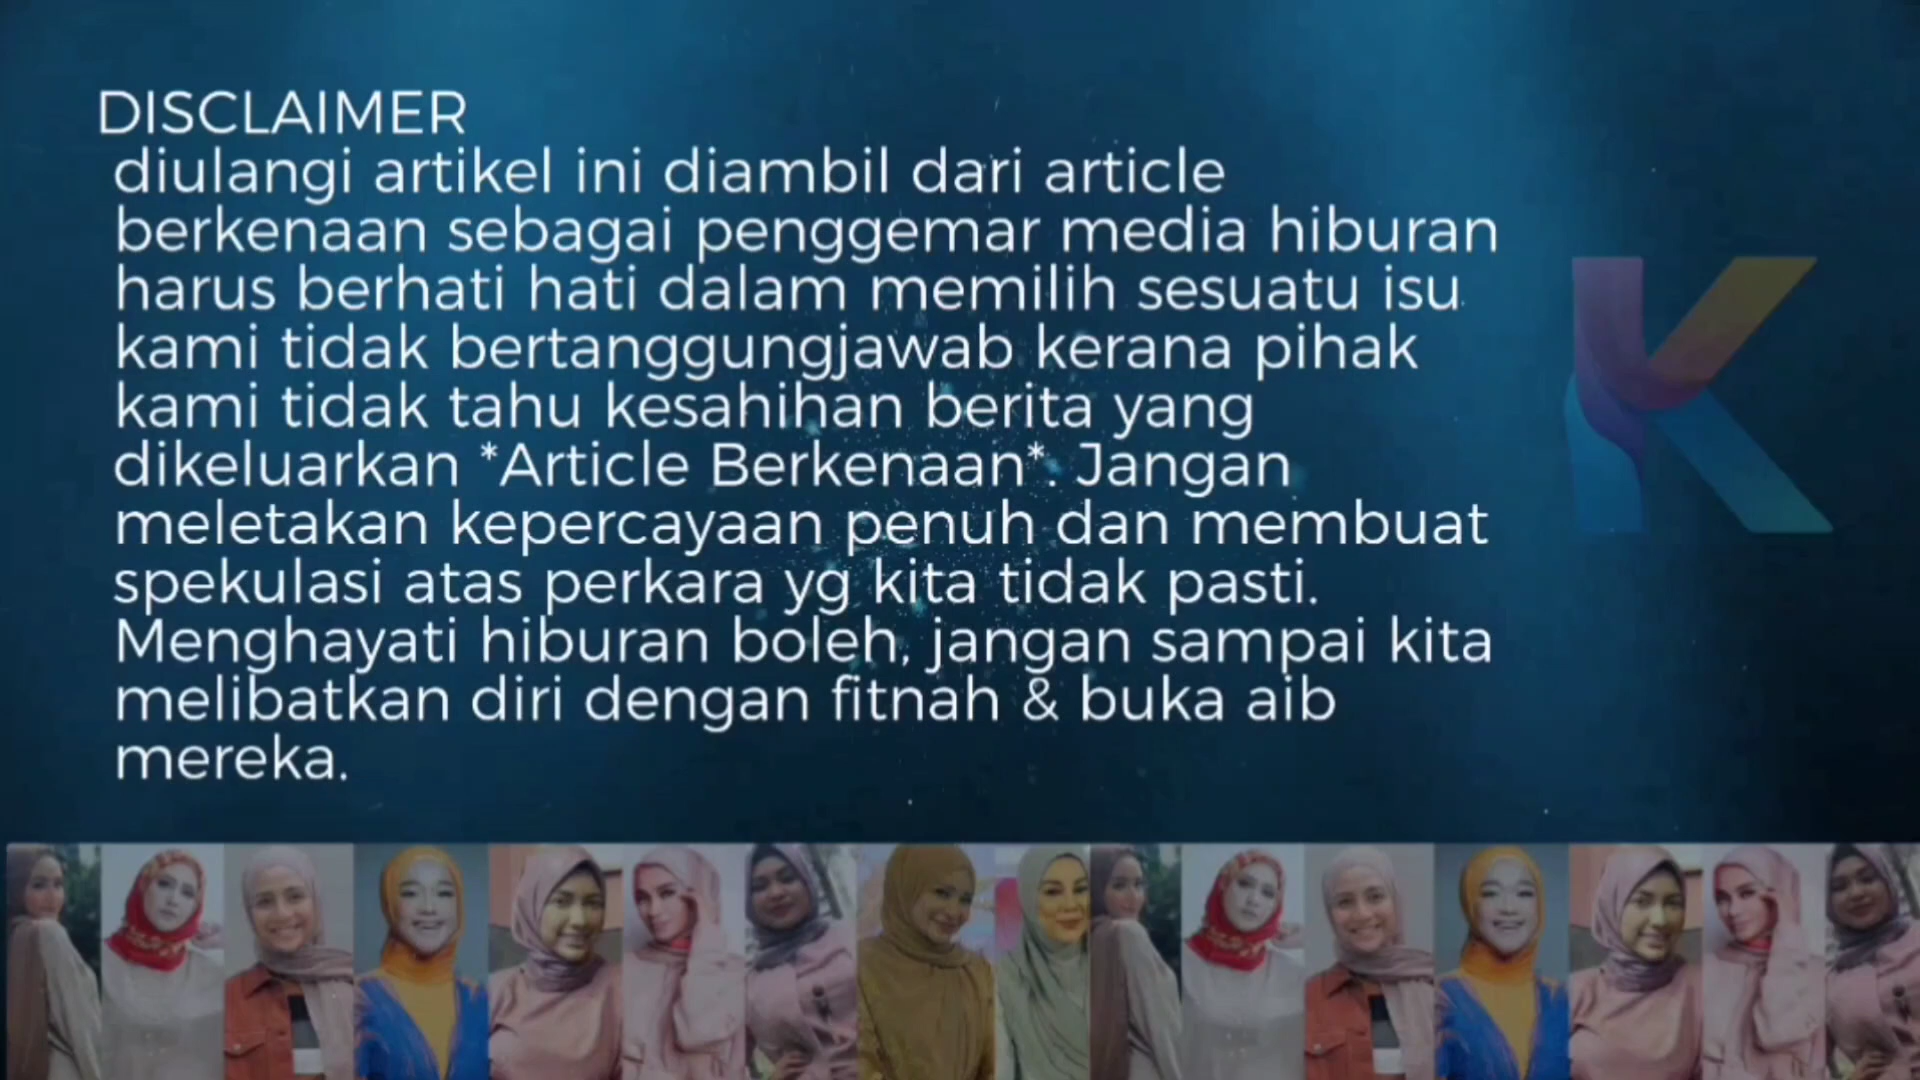 DISCLAIMER
diulangi artikel ini diambil dari article
berkenaan sebagai penggemar media hiburan
harus berhati hati dalam memilih sesuatu isu
kami tidak bertanggungjawab kerana pihak
kami tidak tahu kesahihan berita yang
dikeluarkan *Article Berkenaan*. Jangan
meletakan kepercayaan penuh dan membuat
spekulasi atas perkara yg kita tidak pasti.
Menghayati hiburan boleh, jangan sampai kita
melibatkan diri dengan fitnah & buka aib
mereka.
K